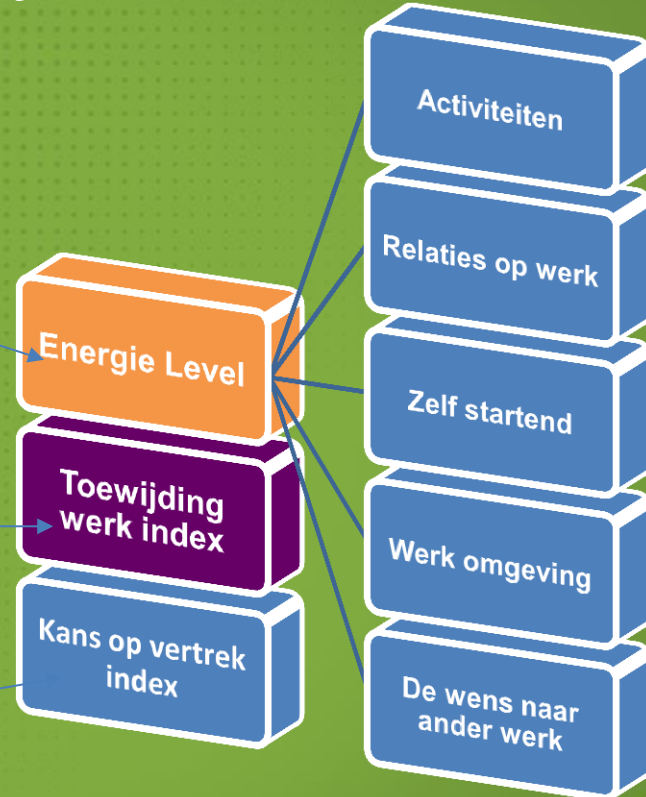 Energie Level
Toewijding
werk index
Kans op vertrek
index
Activiteiten
Relaties op werk
Zelf startend
Werk omgeving
De wens naar
ander werk